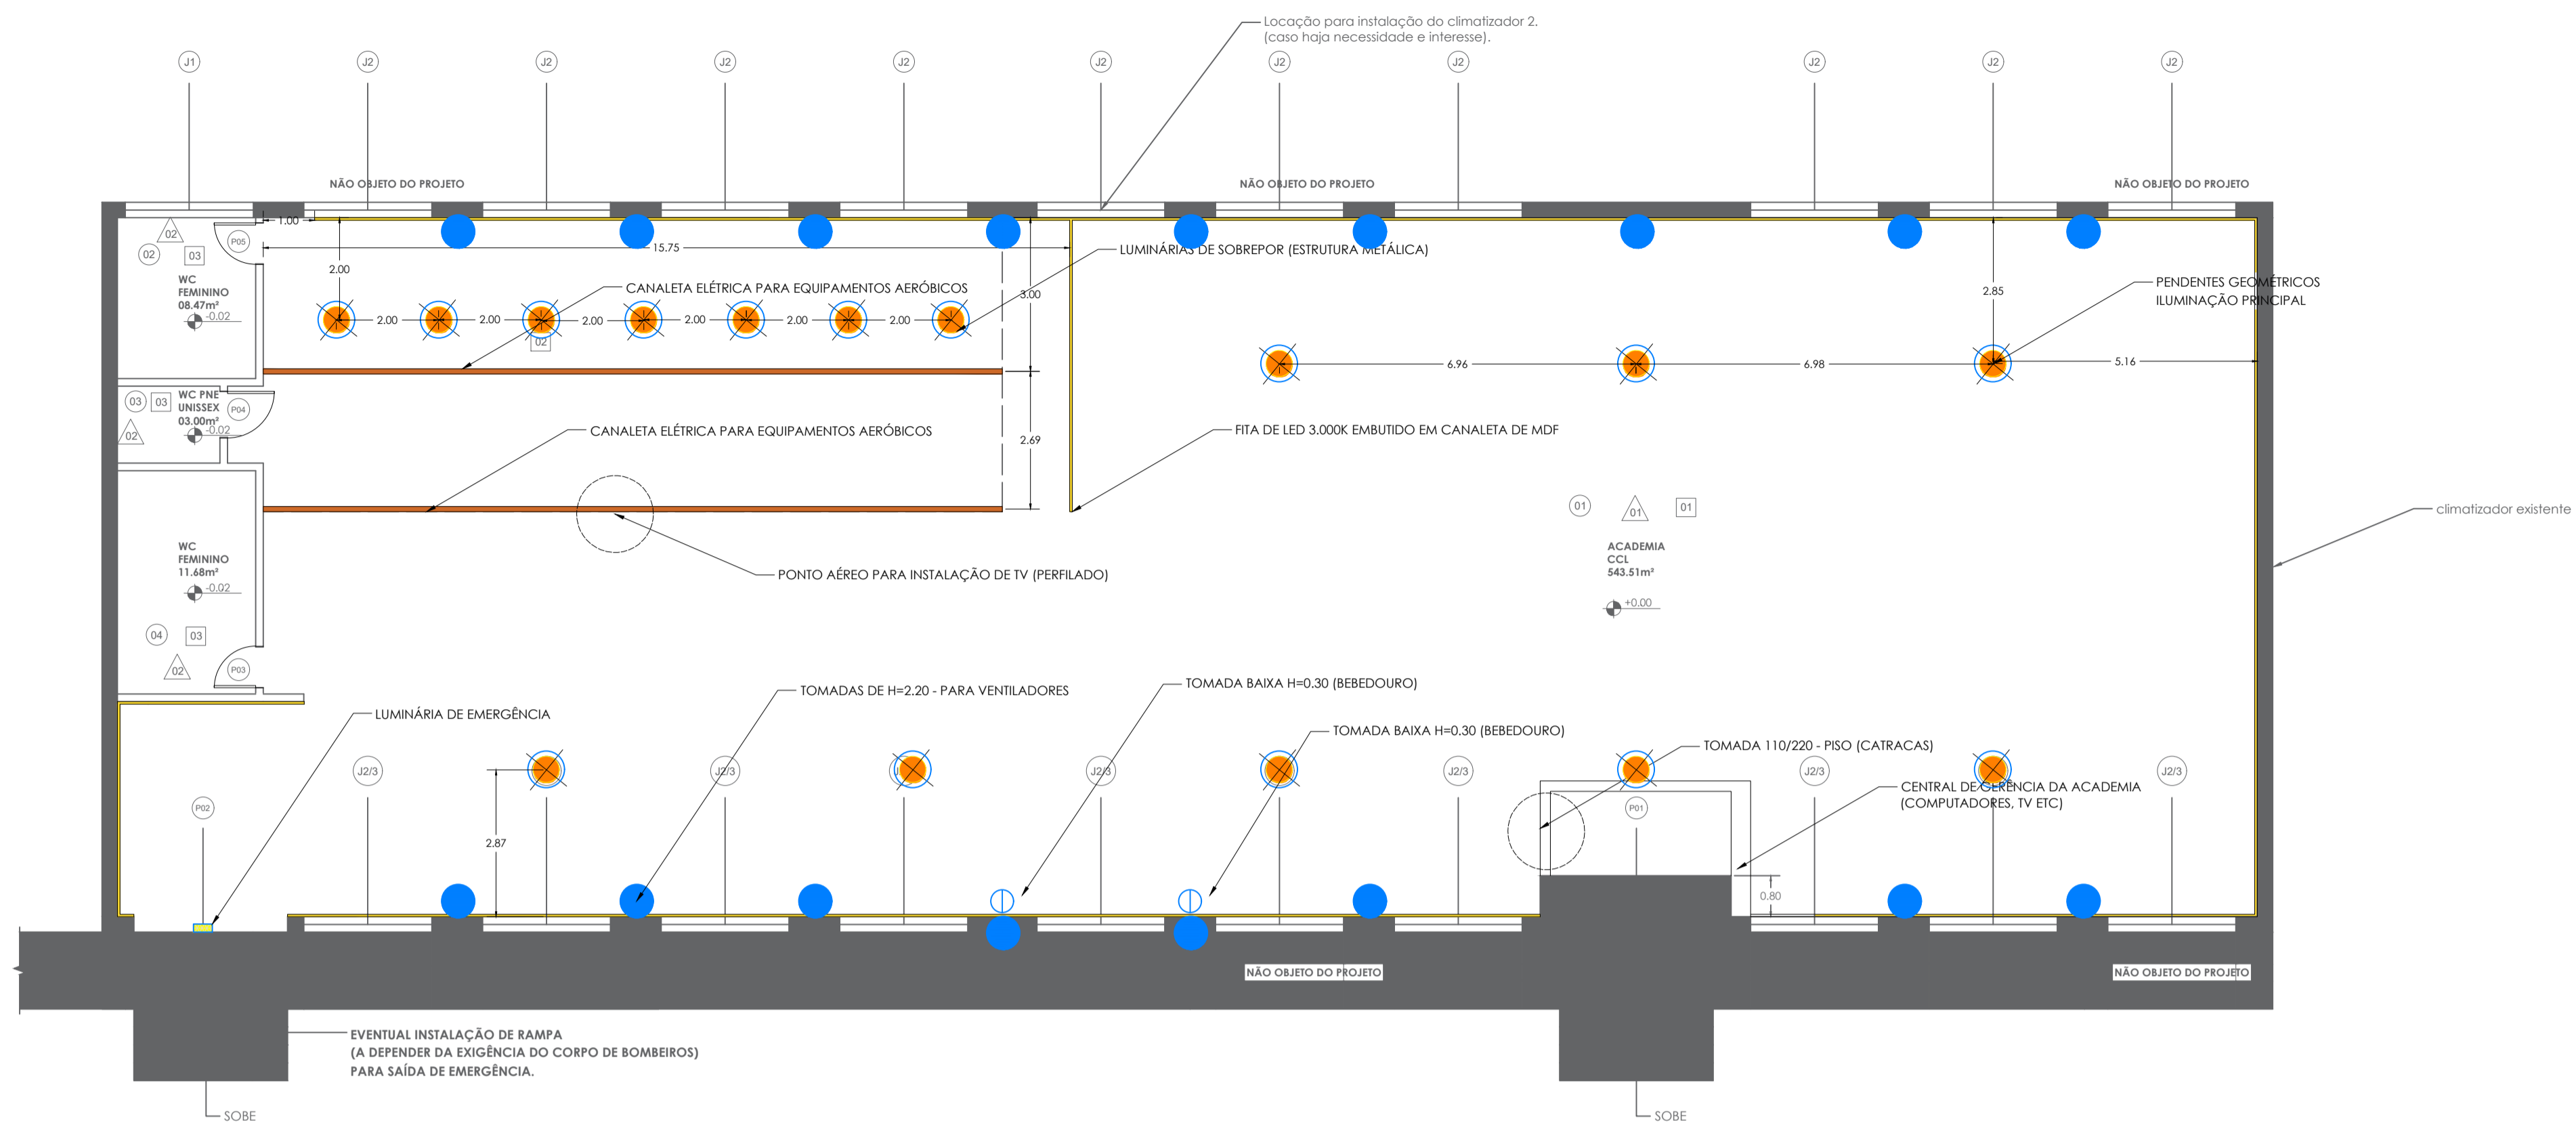 Locação para instalação do climatizador 2.
(caso haja necessidade e interesse).
J1
J2
J2
J2
J2
J2
J2
J2
J2
J2
J2
NÃO OBJETO DO PROJETO
NÃO OBJETO DO PROJETO
NÃO OBJETO DO PROJETO
1.00
02
02
03
P05
WC
FEMININO
08.47m²
-0.02
2.00
15.75
LUMINÁRIAS DE SOBREPOR (ESTRUTURA METÁLICA)
CANALETA ELÉTRICA PARA EQUIPAMENTOS AERÓBICOS
3.00
2.85
PENDENTES GEOMÉTRICOS
ILUMINAÇÃO PRINCIPAL
2.00
2.00
2.00
2.00
2.00
2.00
02
6.96
6.98
5.16
03
03
02
WC PNE
UNISSEX
03.00m²
-0.02
P04
CANALETA ELÉTRICA PARA EQUIPAMENTOS AERÓBICOS
2.69
FITA DE LED 3.000K EMBUTIDO EM CANALETA DE MDF
01
01
01
climatizador existente
WC
FEMININO
11.68m²
-0.02
ACADEMIA
CCL
543.51m²
+0.00
PONTO AÉREO PARA INSTALAÇÃO DE TV (PERFILADO)
04
03
02
P03
TOMADAS DE H=2.20 - PARA VENTILADORES
TOMADA BAIXA H=0.30 (BEBEDOURO)
LUMINÁRIA DE EMERGÊNCIA
TOMADA BAIXA H=0.30 (BEBEDOURO)
TOMADA 110/220 - PISO (CATRACAS)
J2/3
J2/3
J2/3
J2/3
J2/3
J2/3
CENTRAL DE GERÊNCIA DA ACADEMIA
(COMPUTADORES, TV ETC)
P02
P01
2.87
0.80
NÃO OBJETO DO PROJETO
NÃO OBJETO DO PROJETO
EVENTUAL INSTALAÇÃO DE RAMPA
(A DEPENDER DA EXIGÊNCIA DO CORPO DE BOMBEIROS)
PARA SAÍDA DE EMERGÊNCIA.
SOBE
SOBE